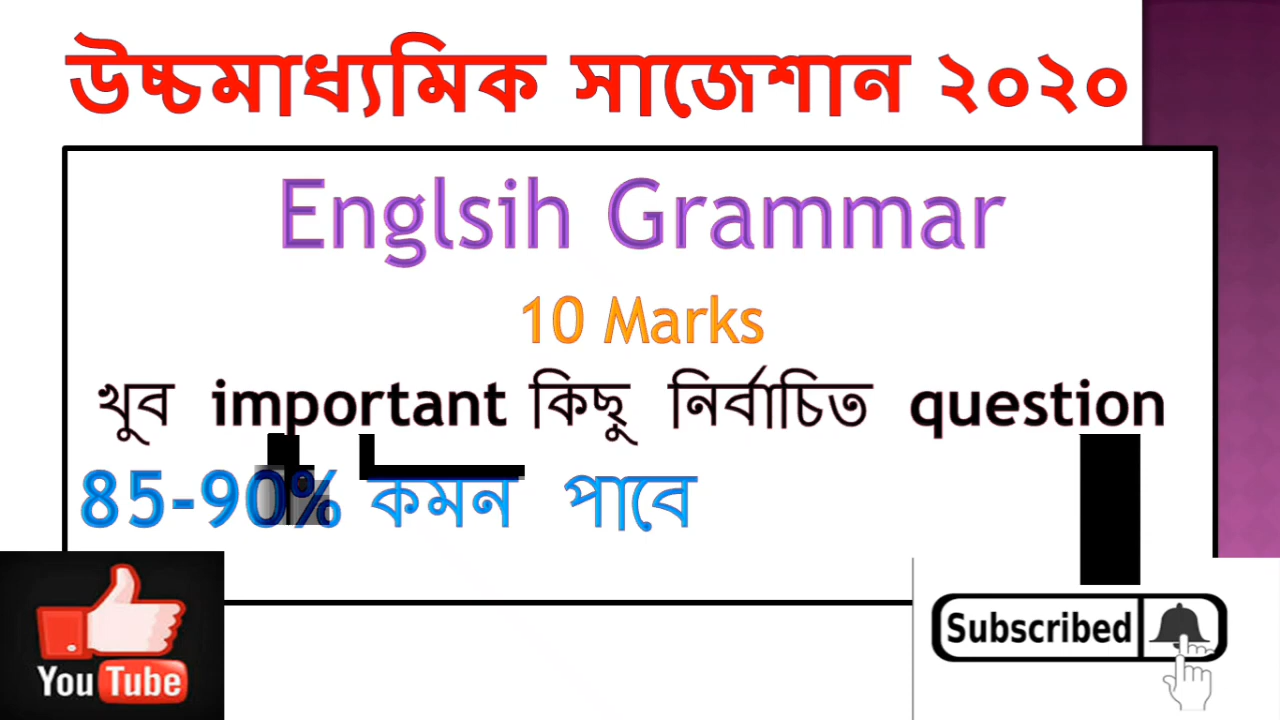 উচ্চমাধ্যমিক সাজেশান ২০২০
Englsih Grammar
10 Marks
খুব important কিছু নির্বাচিত question
85-90% কমন পাবে
You Tube
Subscribed